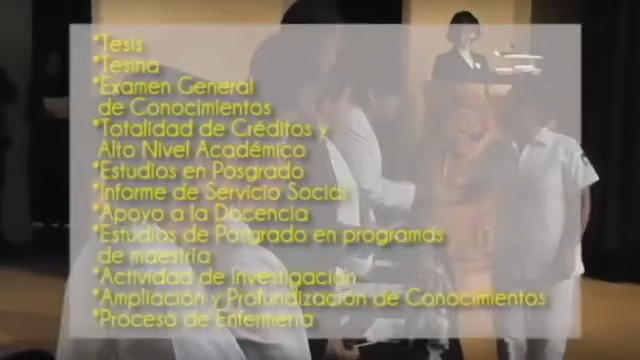 *Tesis
*Tesina
*Examen General
de Conocimientos
*Totalidad de Créditos y
Alto Nivel Académico
*Estudios en Posgrado
*Informe de Servicio Social
*Apoyo a la Docencia
*Estudios de Posgrado en programas
de maestría
*Actividad de Investigación
*Ampliación y Profundización de Conocimientos
*Proceso de Enfermería